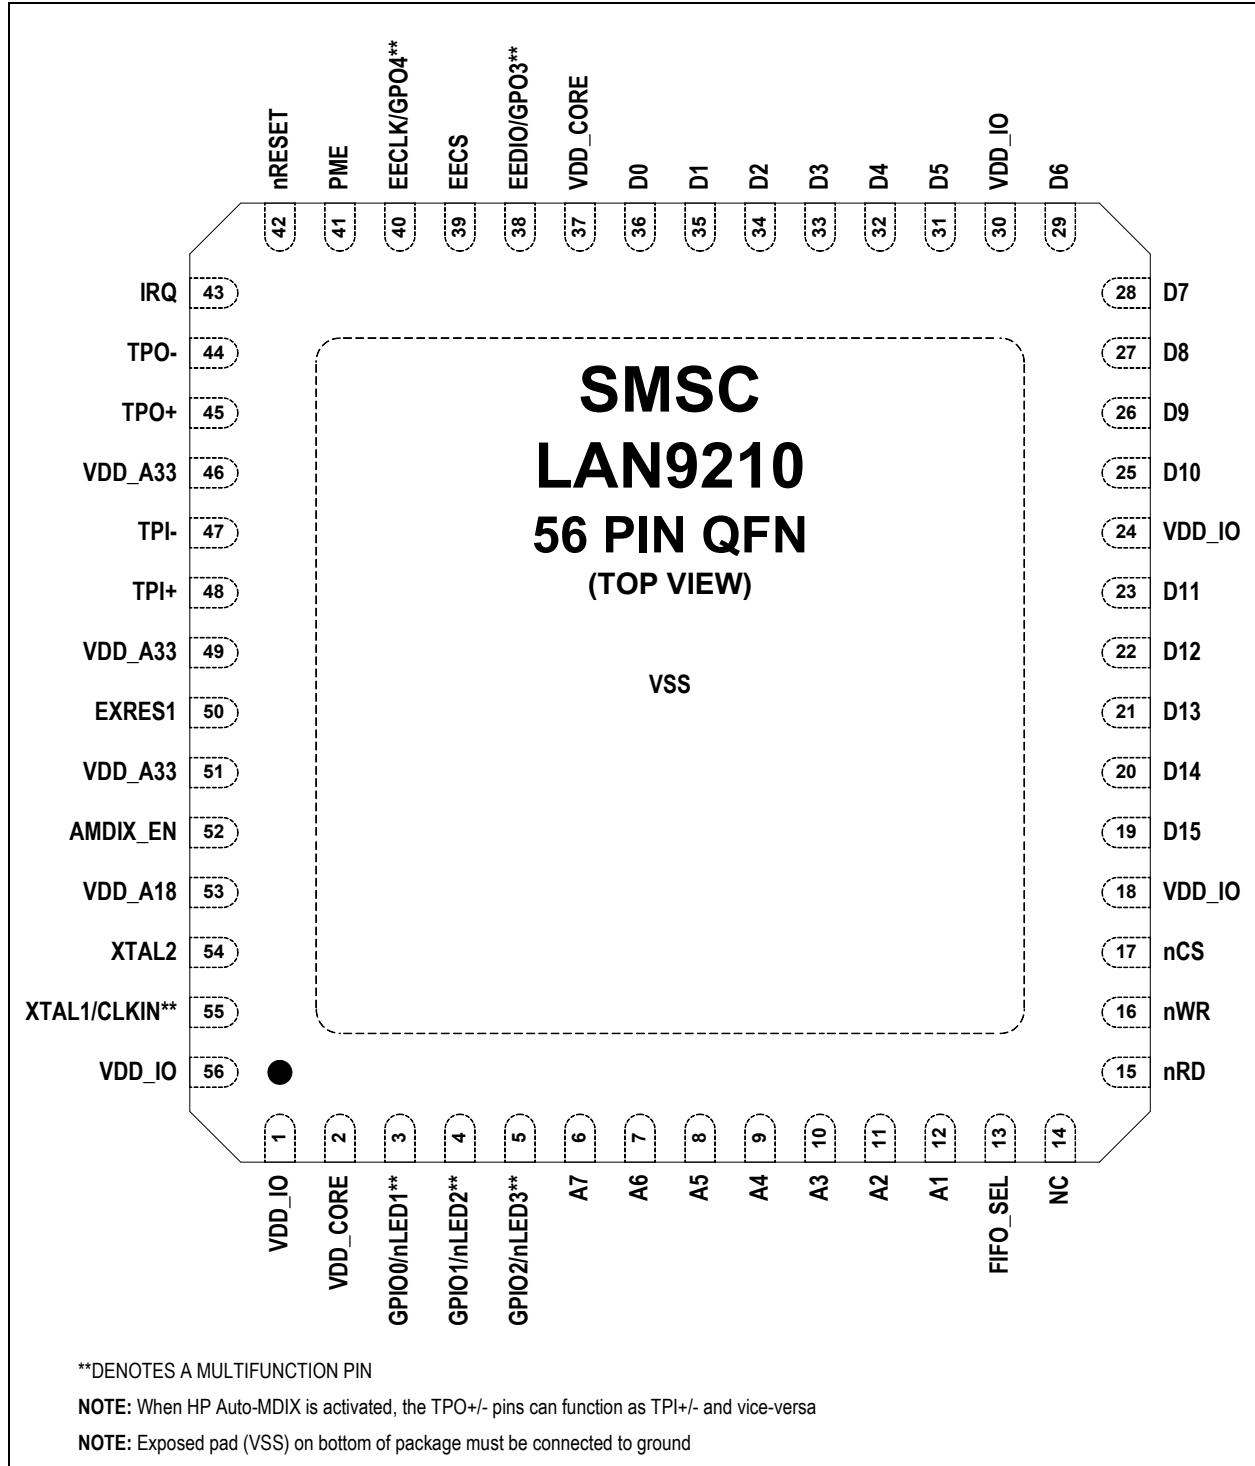 nRESET
PME
EECLK/GPO4**
EECS
EEDIO/GPO3**
VDD_CORE
D0
D1
D2
D3
D4
D5
VDD_IO
D6
42
41
40
39
38
37
36
35
34
33
32
31
30
29
IRQ 43
TPO- 44
TPO+ 45
VDD_A33 46
TPI- 47
TPI+ 48
VDD_A33 49
EXRES1 50
VDD_A33 51
AMDIX_EN 52
VDD_A18 53
XTAL2 54
XTAL1/CLKIN** 55
VDD_IO 56
SMSC
LAN9210
56 PIN QFN
(TOP VIEW)
VSS
28 D7
27 D8
26 D9
25 D10
24 VDD_IO
23 D11
22 D12
21 D13
20 D14
19 D15
18 VDD_IO
17 nCS
16 nWR
15 nRD
1
2
3
4
5
6
7
8
9
10
11
12
13
14
VDD_IO
VDD_CORE
GPIO0/nLED1**
GPIO1/nLED2**
GPIO2/nLED3**
A7
A6
A5
A4
A3
A2
A1
FIFO_SEL
NC
**DENOTES A MULTIFUNCTION PIN
NOTE: When HP Auto-MDIX is activated, the TPO+/- pins can function as TPI+/- and vice-versa
NOTE: Exposed pad (VSS) on bottom of package must be connected to ground